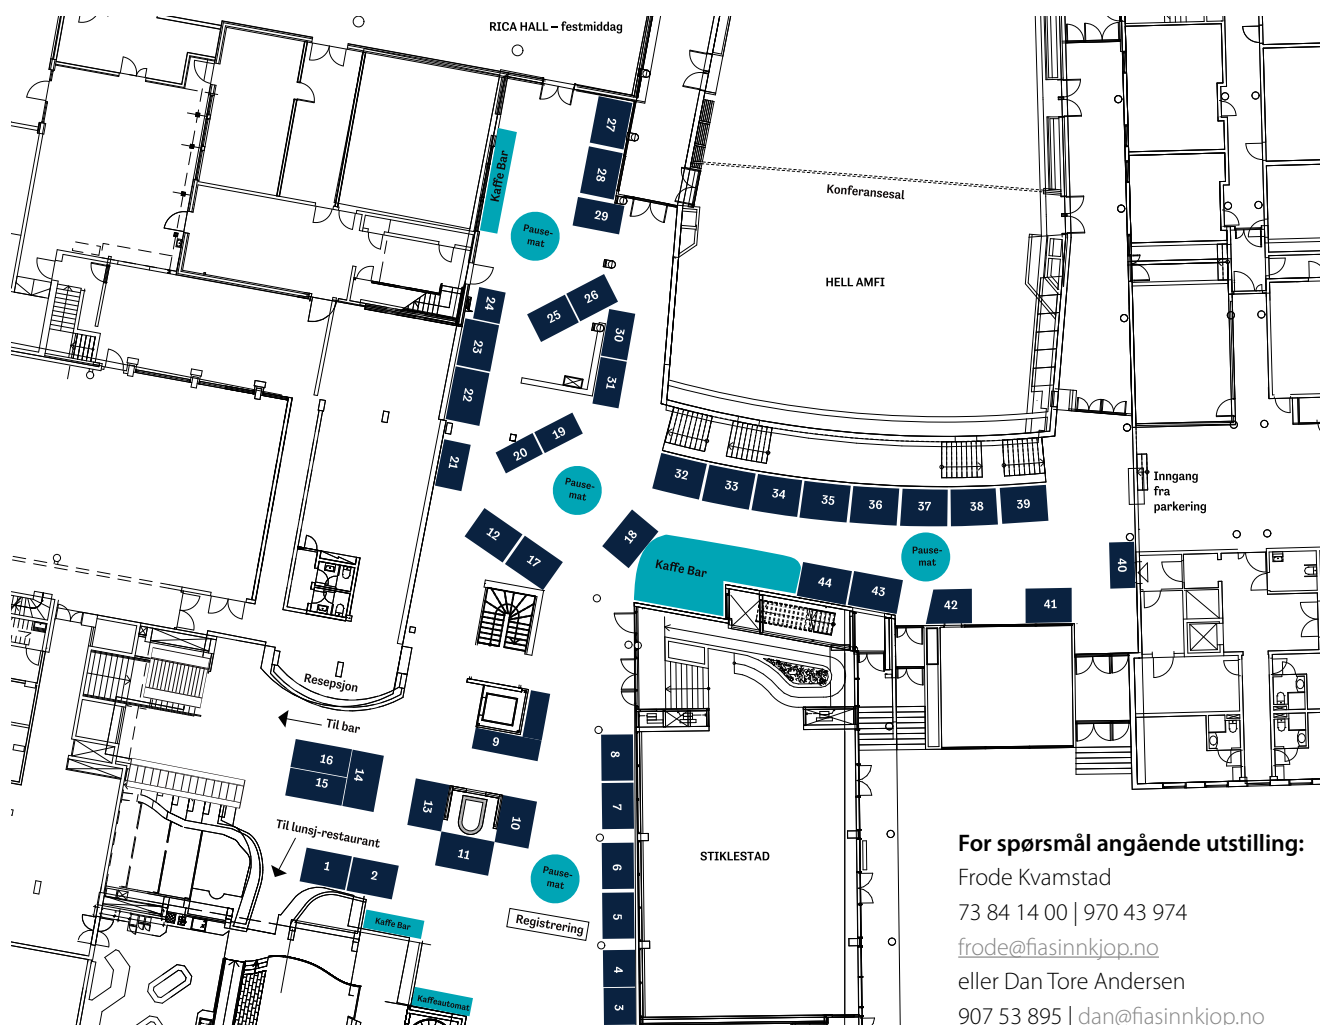 RICA HALL – festmiddag
27
Kaffe Bar
28
29
Pause-
mat
Konferansesal
HELL AMFI
24
25
26
23
30
31
22
19
20
21
Pause-
mat
32
33
34
35
36
37
38
39
Inngang
fra
parkering
12
17
18
Kaffe Bar
44
43
Pause-
mat
40
42
41
Resepsjon
Til bar
9
16
15
14
8
7
13
10
11
Til lunsj-restaurant
1
2
6
Pause-
mat
STIKLESTAD
Kaffe Bar
Registrering
5
4
3
Kaffeautomat
For spørsmål angående utstilling:
Frode Kvamstad
73 84 14 00 | 970 43 974
frode@fiasinnkjop.no
eller Dan Tore Andersen
907 53 895 | dan@fiasinnkjop.no